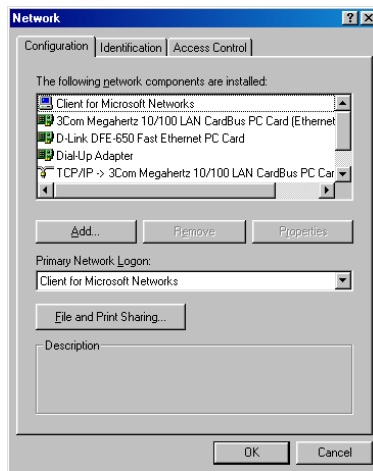 Network
Configuration Identification Access Control
The following network components are installed:
Client for Microsoft Networks
3Com Megahertz 10/100 LAN CardBus PC Card (Ethernet
D-Link DFE-650 Fast Ethernet PC Card
Dial-Up Adapter
TCP/IP -> 3Com Megahertz 10/100 LAN CardBus PC Car
Add... Remove Properties
Primary Network Logon:
Client for Microsoft Networks
File and Print Sharing...
Description
OK Cancel